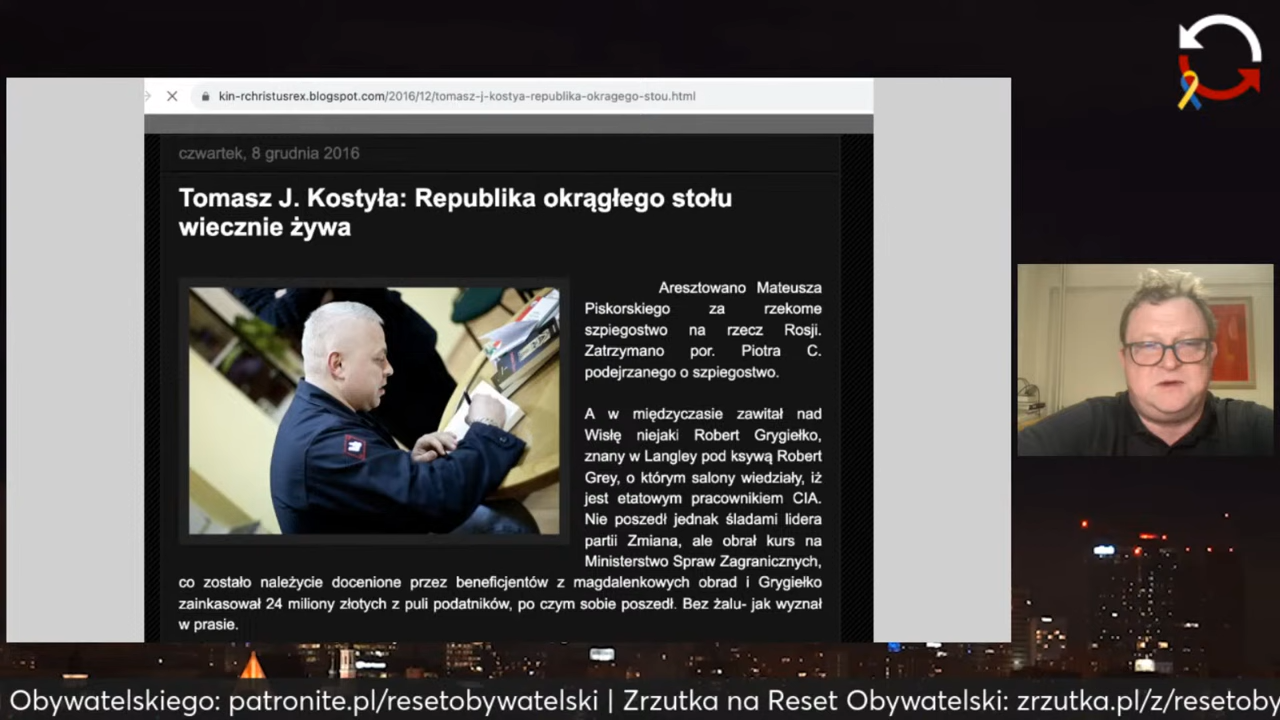 kin-rchristusrex.blogspot.com/2016/12/tomasz-j-kostya-republika-okragego-stou.html
czwartek, 8 grudnia 2016
Tomasz J. Kostyła: Republika okrągłego stołu
wiecznie żywa
Aresztowano Mateusza
Piskorskiego za rzekome
szpiegostwo na rzecz Rosji.
Zatrzymano por. Piotra C.
podejrzanego o szpiegostwo.
A w międzyczasie zawitał nad
Wisłę niejaki Robert Grygiełko,
znany w Langley pod ksywą Robert
Grey, o którym salony wiedziały, iż
jest etatowym pracownikiem CIA.
Nie poszedł jednak śladami lidera
partii Zmiana, ale obrał kurs na
Ministerstwo Spraw Zagranicznych,
co zostało należycie docenione przez beneficjentów z magdalenkowych obrad i Grygiełko
zainkasował 24 miliony złotych z puli podatników, po czym sobie poszedł. Bez żalu- jak wyznał
w prasie.
Obywatelskiego: patronite.pl/resetobywatelski | Zrzutka na Reset Obywatelski: zrzutka.pl/z/resetoby